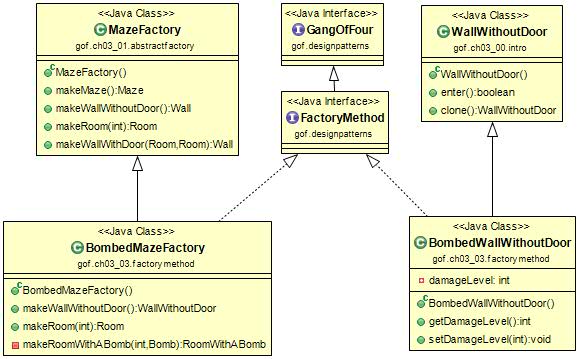 <<Java Class>>
MazeFactory
gof.ch03_01.abstractfactory
MazeFactory()
makeMaze():Maze
makeWallWithoutDoor():Wall
makeRoom(int):Room
makeWallWithDoor(Room,Room):Wall
<<Java Interface>>
GangOfFour
gof.designpatterns
<<Java Interface>>
FactoryMethod
gof.designpatterns
<<Java Class>>
WallWithoutDoor
gof.ch03_00.intro
WallWithoutDoor()
enter():boolean
clone():WallWithoutDoor
<<Java Class>>
BombedMazeFactory
gof.ch03_03.factorymethod
BombedMazeFactory()
makeWallWithoutDoor():WallWithoutDoor
makeRoom(int):Room
makeRoomWithABomb(int,Bomb):RoomWithABomb
<<Java Class>>
BombedWallWithoutDoor
gof.ch03_03.factorymethod
damageLevel: int
BombedWallWithoutDoor()
getDamageLevel():int
setDamageLevel(int):void